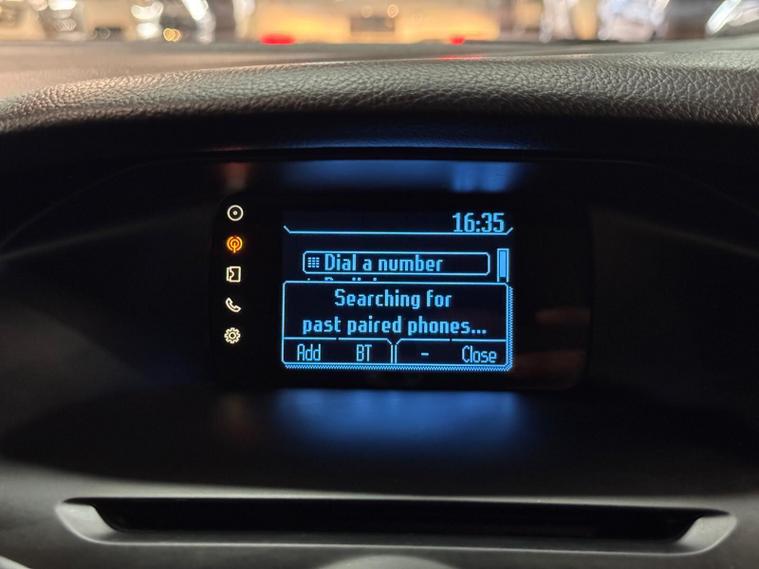 16:35
Dial a number
Searching for
past paired phones...
Add BT - Close